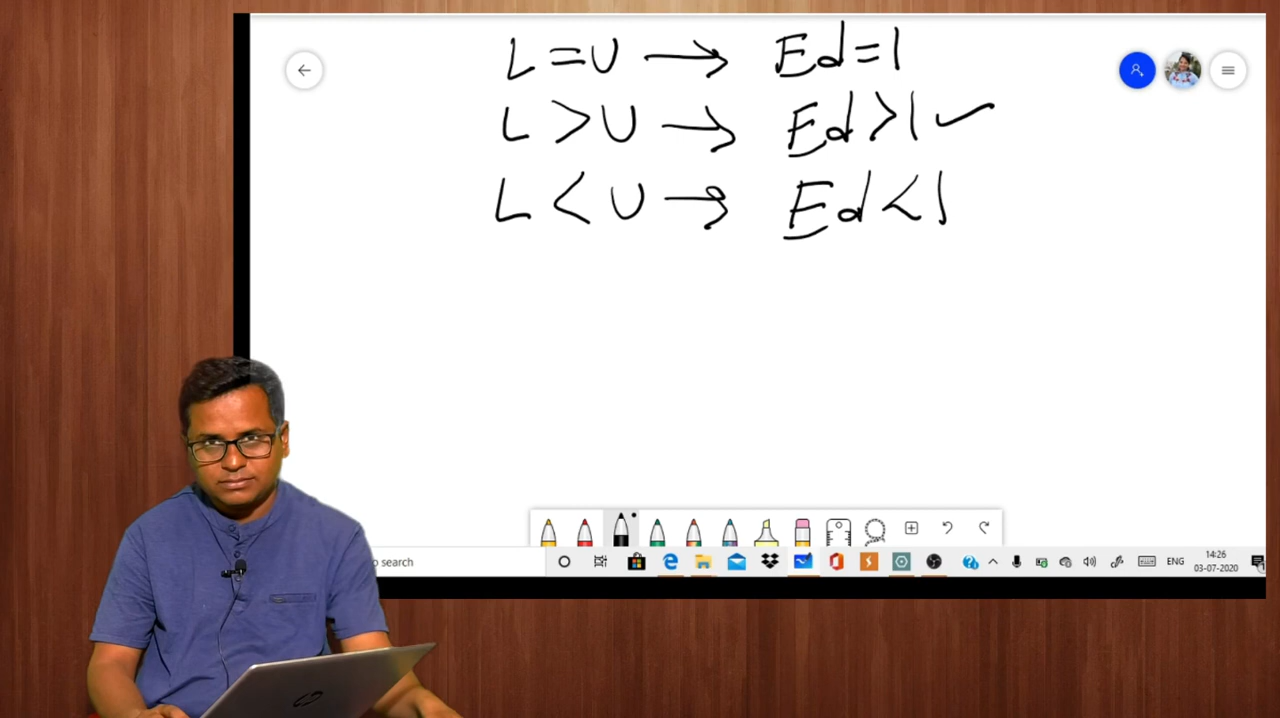 L = U → Ed = 1
L > U → Ed > 1 ✓
L < U → Ed < 1
search
ENG
14:26
03-07-2020